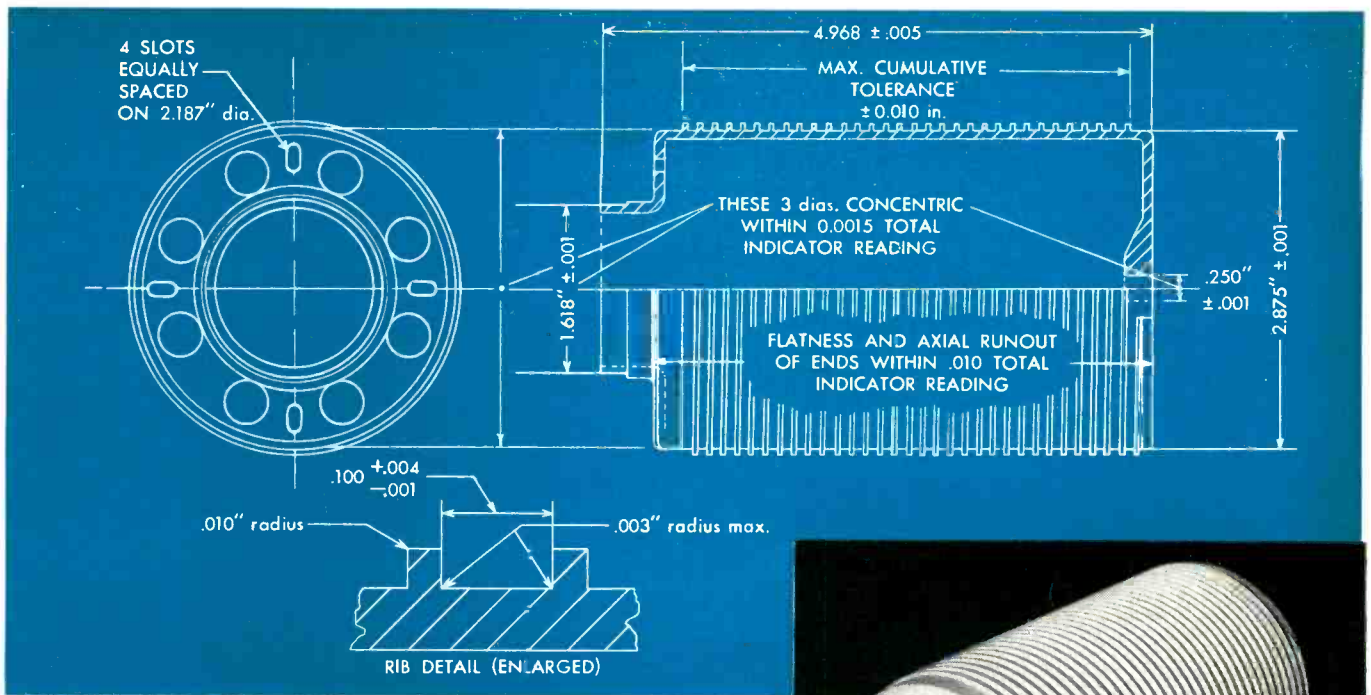 4 SLOTS
EQUALLY
SPACED
ON 2.187" dia.
4.968 ±.005
MAX. CUMULATIVE
TOLERANCE
±0.010 in.
THESE 3 dias. CONCENTRIC
WITHIN 0.0015 TOTAL
INDICATOR READING
1.618" ±.001
.250"
±.001
2.875" ±.001
FLATNESS AND AXIAL RUNOUT
OF ENDS WITHIN .010 TOTAL
INDICATOR READING
.100 +.004
-.001
.010" radius
.003" radius max.
RIB DETAIL (ENLARGED)